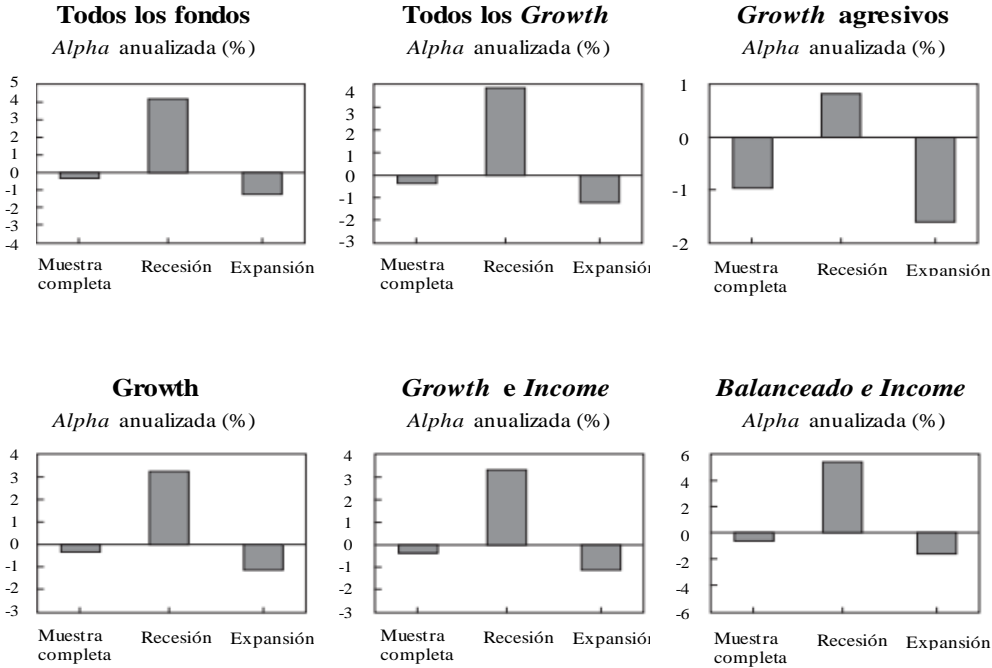 Todos los fondos
Alpha anualizada (%)
5
4
3
2
1
0
-1
-2
-3
-4
Muestra completa
Recesión
Expansión
Todos los Growth
Alpha anualizada (%)
4
3
2
1
0
-1
-2
-3
Muestra completa
Recesión
Expansión
Growth agresivos
Alpha anualizada (%)
1
0
-1
-2
Muestra completa
Recesión
Expansión
Growth
Alpha anualizada (%)
4
3
2
1
0
-1
-2
-3
Muestra completa
Recesión
Expansión
Growth e Income
Alpha anualizada (%)
4
3
2
1
0
-1
-2
-3
Muestra completa
Recesión
Expansión
Balanceado e Income
Alpha anualizada (%)
6
4
2
0
-2
-4
-6
Muestra completa
Recesión
Expansión